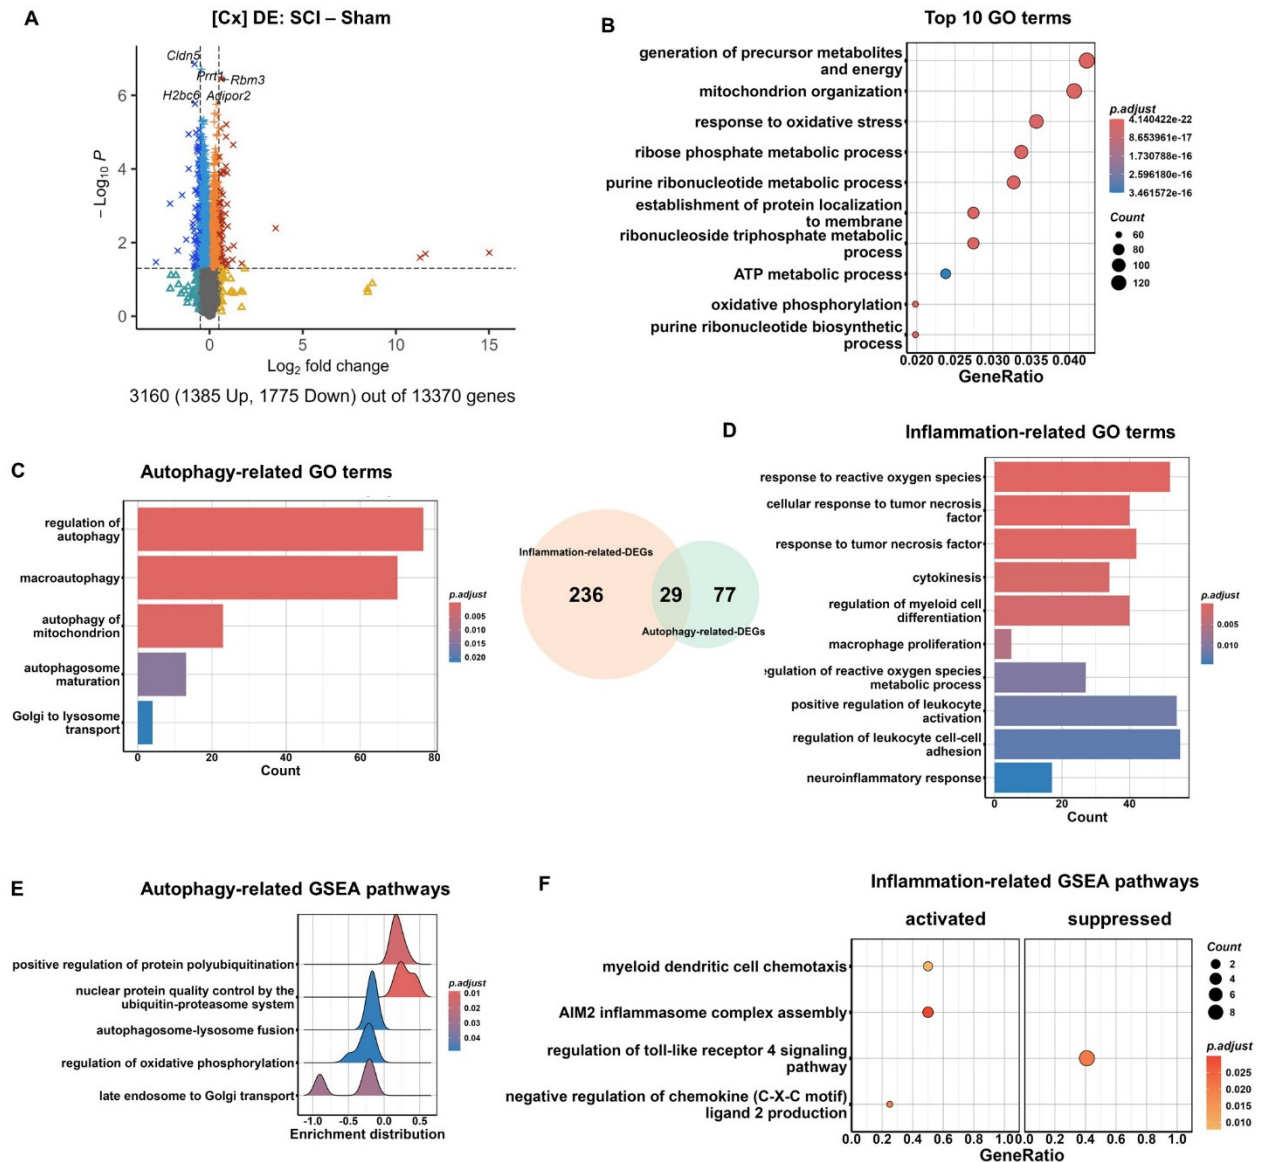 A
[Cx] DE: SCI – Sham
Cldn5
Prrt1
Rbm3
H2bc6
Adipor2
– Log10 P
6
4
2
0
0 5 10 15
Log2 fold change
3160 (1385 Up, 1775 Down) out of 13370 genes
B
Top 10 GO terms
generation of precursor metabolites
and energy
mitochondrion organization
response to oxidative stress
ribose phosphate metabolic process
purine ribonucleotide metabolic process
establishment of protein localization
to membrane
ribonucleoside triphosphate metabolic
process
ATP metabolic process
oxidative phosphorylation
purine ribonucleotide biosynthetic
process
0.020 0.025 0.030 0.035 0.040
GeneRatio
p.adjust
4.140422e-22
8.653961e-17
1.730788e-16
2.596180e-16
3.461572e-16
Count
60
80
100
120
C
Autophagy-related GO terms
regulation of
autophagy
macroautophagy
autophagy of
mitochondrion
autophagosome
maturation
Golgi to lysosome
transport
0 20 40 60 80
Count
p.adjust
0.005
0.010
0.015
0.020
Inflammation-related-DEGs
236 29 77
Autophagy-related-DEGs
D
Inflammation-related GO terms
response to reactive oxygen species
cellular response to tumor necrosis
factor
response to tumor necrosis factor
cytokinesis
regulation of myeloid cell
differentiation
macrophage proliferation
egulation of reactive oxygen species
metabolic process
positive regulation of leukocyte
activation
regulation of leukocyte cell-cell
adhesion
neuroinflammatory response
0 20 40
Count
p.adjust
0.005
0.010
E
Autophagy-related GSEA pathways
positive regulation of protein polyubiquitination
nuclear protein quality control by the
ubiquitin-proteasome system
autophagosome-lysosome fusion
regulation of oxidative phosphorylation
late endosome to Golgi transport
-1.0 -0.5 0.0 0.5
Enrichment distribution
p.adjust
0.01
0.02
0.03
0.04
F
Inflammation-related GSEA pathways
activated suppressed
myeloid dendritic cell chemotaxis
AIM2 inflammasome complex assembly
regulation of toll-like receptor 4 signaling
pathway
negative regulation of chemokine (C-X-C motif)
ligand 2 production
0.0 0.2 0.4 0.6 0.8 1.0 0.0 0.2 0.4 0.6 0.8 1.0
GeneRatio
Count
2
4
6
8
p.adjust
0.025
0.020
0.015
0.010